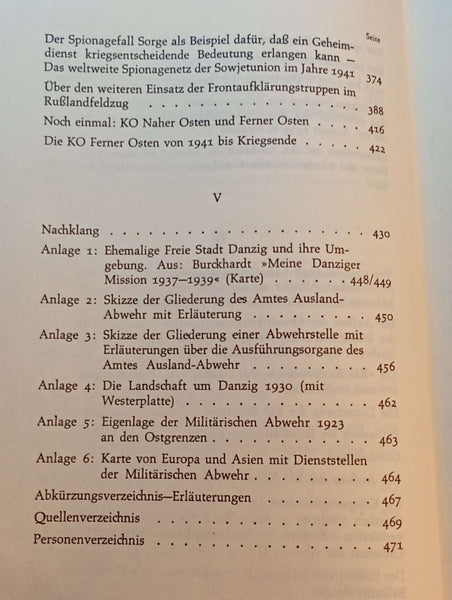 Seite
Der Spionagefall Sorge als Beispiel dafür, daß ein Geheim-
dienst kriegsentscheidende Bedeutung erlangen kann –
Das weltweite Spionagenetz der Sowjetunion im Jahre 1941 374
Über den weiteren Einsatz der Frontaufklärungstruppen im
Rußlandfeldzug . . . . . . . . . . . . . . . . 388
Noch einmal: KO Naher Osten und Ferner Osten . . . . . 416
Die KO Ferner Osten von 1941 bis Kriegsende . . . . . . 422
V
Nachklang . . . . . . . . . . . . . . . . . . 430
Anlage 1: Ehemalige Freie Stadt Danzig und ihre Um-
gebung. Aus: Burckhardt »Meine Danziger
Mission 1937–1939« (Karte) . . . . . . 448/449
Anlage 2: Skizze der Gliederung des Amtes Ausland-
Abwehr mit Erläuterung . . . . . . . . . 450
Anlage 3: Skizze der Gliederung einer Abwehrstelle mit
Erläuterungen über die Ausführungsorgane des
Amtes Ausland-Abwehr . . . . . . . . . . 456
Anlage 4: Die Landschaft um Danzig 1930 (mit
Westerplatte) . . . . . . . . . . . . . . 462
Anlage 5: Eigenlage der Militärischen Abwehr 1923
an den Ostgrenzen . . . . . . . . . . . . 463
Anlage 6: Karte von Europa und Asien mit Dienststellen
der Militärischen Abwehr . . . . . . . . . 464
Abkürzungsverzeichnis–Erläuterungen . . . . . . . . . 467
Quellenverzeichnis . . . . . . . . . . . . . . . 469
Personenverzeichnis . . . . . . . . . . . . . . . 471